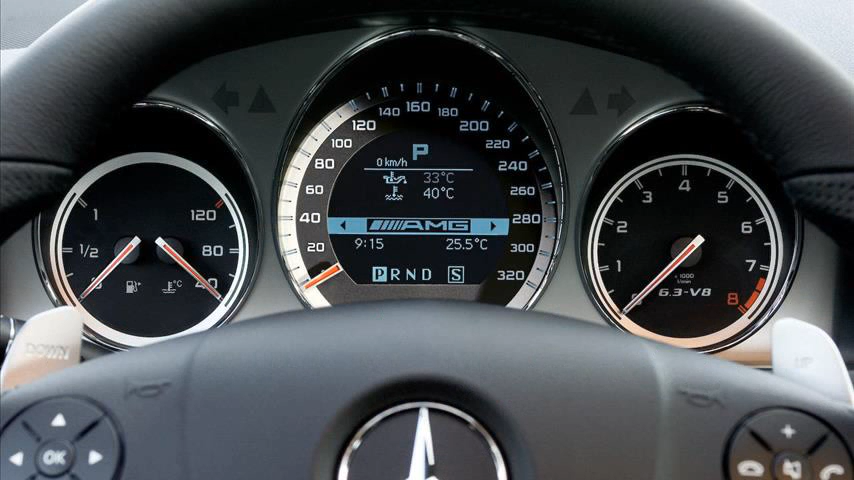 1
1/2
0
120
80
40
°C
20
40
60
80
100
120
140
160
180
200
220
240
260
280
300
320
P
0 km/h
33°C
40°C
AMG
9:15
25.5°C
P R N D S
1
2
3
4
5
6
7
8
x 1000
1/min
6.3-V8
DOWN
UP
OK
+